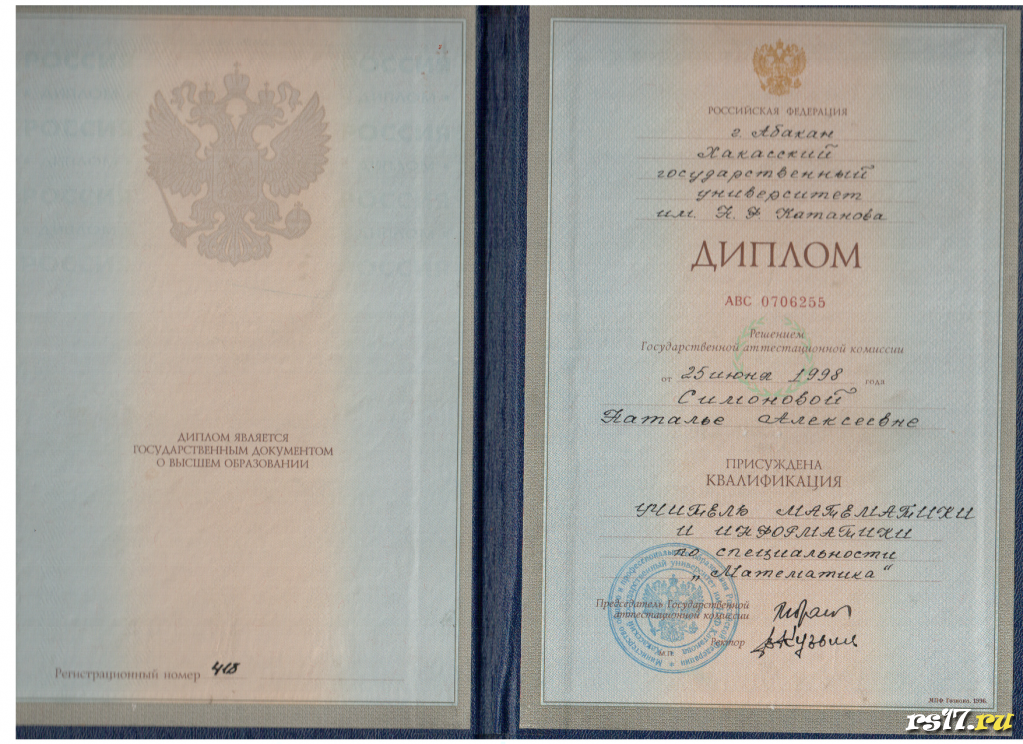 ДИПЛОМ ЯВЛЯЕТСЯ
ГОСУДАРСТВЕННЫМ ДОКУМЕНТОМ
О ВЫСШЕМ ОБРАЗОВАНИИ
Регистрационный номер 418
РОССИЙСКАЯ ФЕДЕРАЦИЯ
г. Абакан
Хакасский
государственный
университет
им. Н. Ф. Катанова
ДИПЛОМ
АВС 0706255
Решением
Государственной аттестационной комиссии
от 25 июня 1998 года
Симоновой
Наталье Алексеевне
ПРИСУЖДЕНА
КВАЛИФИКАЦИЯ
УЧИТЕЛЬ МАТЕМАТИКИ
И ИНФОРМАТИКИ
по специальности
„Математика“
Председатель Государственной
аттестационной комиссии
Ректор
1996.
rs17.ru